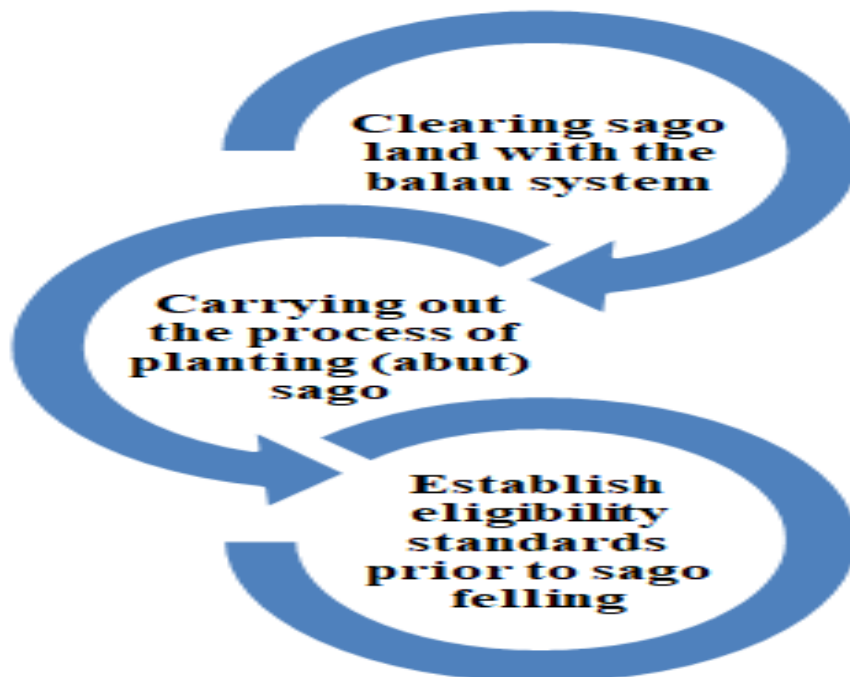 Clearing sago
land with the
balau system
Carrying out
the process of
planting (abut)
sago
Establish
eligibility
standards
prior to sago
felling